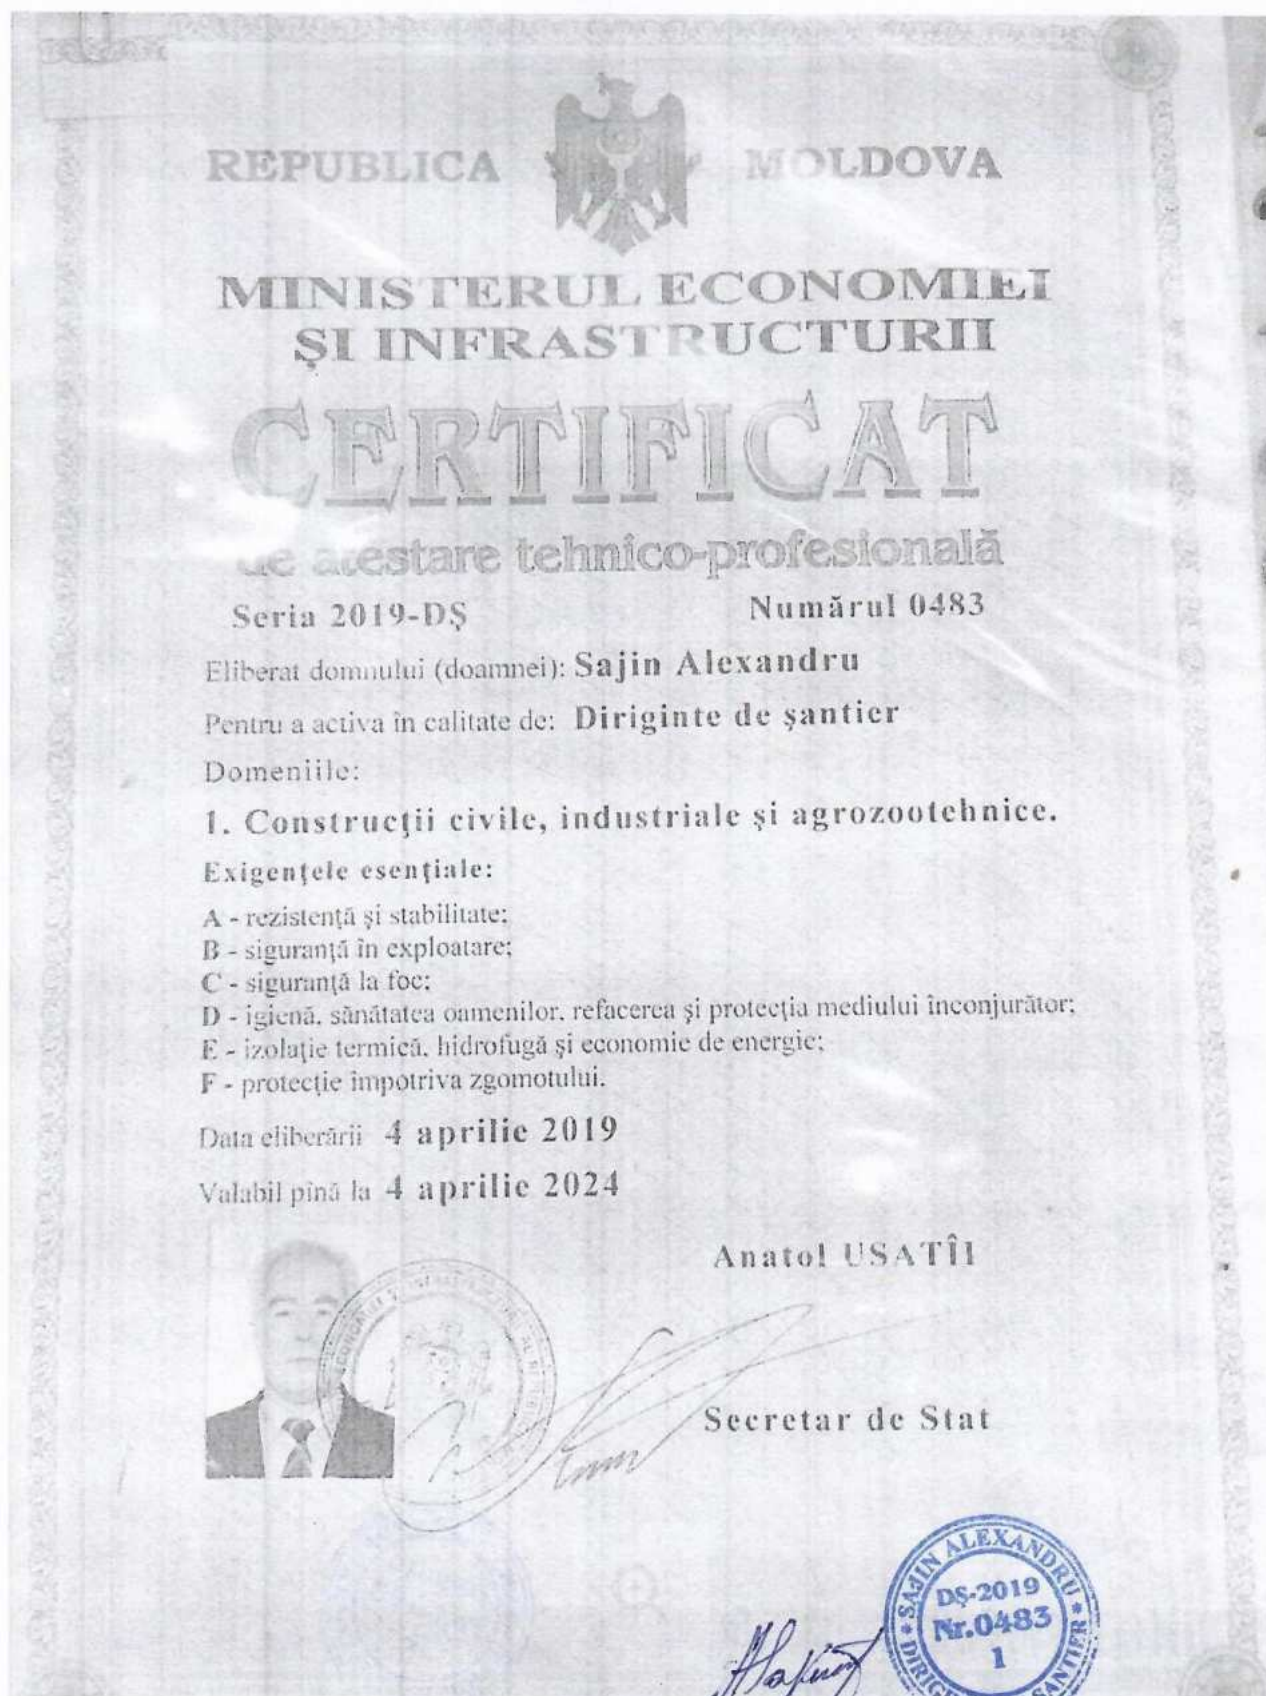 REPUBLICA MOLDOVA
MINISTERUL ECONOMIEI
ŞI INFRASTRUCTURII
CERTIFICAT
de atestare tehnico-profesională
Seria 2019-DŞ Numărul 0483
Eliberat domnului (doamnei): Sajin Alexandru
Pentru a activa în calitate de: Diriginte de şantier
Domeniile:
1. Construcţii civile, industriale şi agrozootehnice.
Exigenţele esenţiale:
A - rezistenţă şi stabilitate;
B - siguranţă în exploatare;
C - siguranţă la foc;
D - igienă, sănătatea oamenilor, refacerea şi protecţia mediului înconjurător;
E - izolaţie termică, hidrofugă şi economie de energie;
F - protecţie împotriva zgomotului.
Data eliberării 4 aprilie 2019
Valabil pînă la 4 aprilie 2024
Anatol USATÎI
Secretar de Stat
SAJIN ALEXANDRU
DŞ-2019
Nr.0483
1